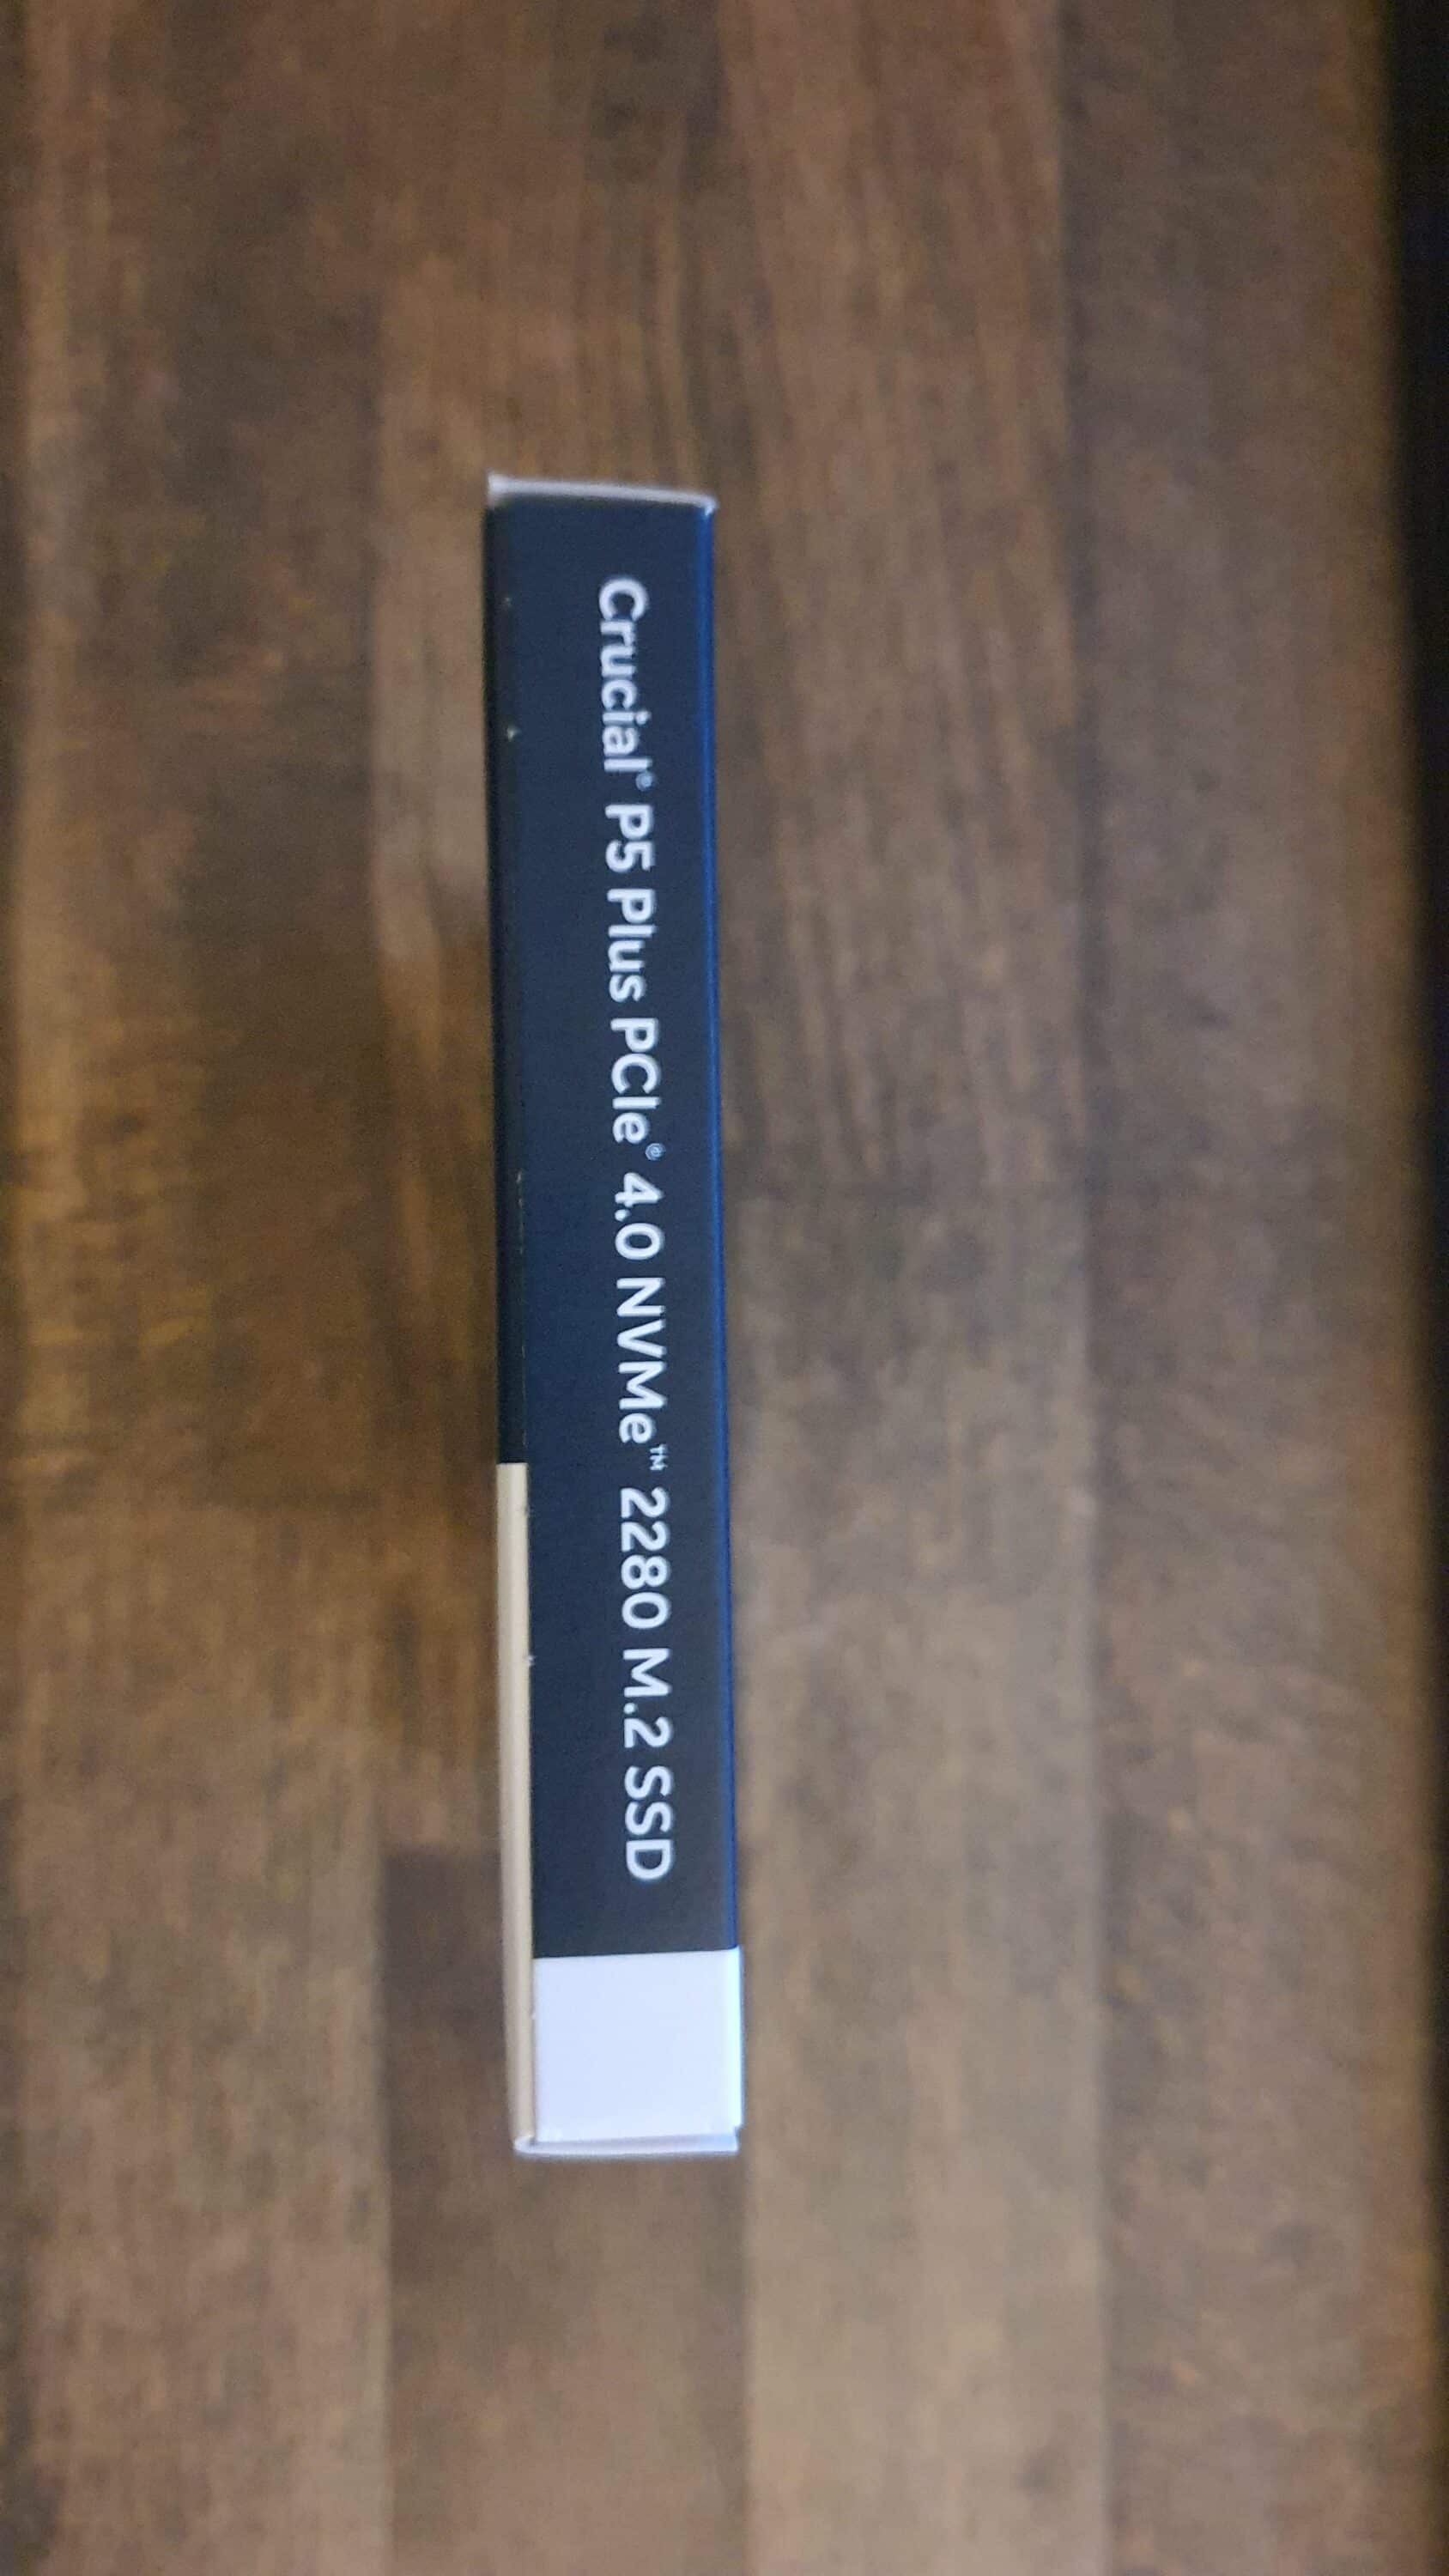 Crucial® P5 Plus PCIe® 4.0 NVMe™ 2280 M.2 SSD